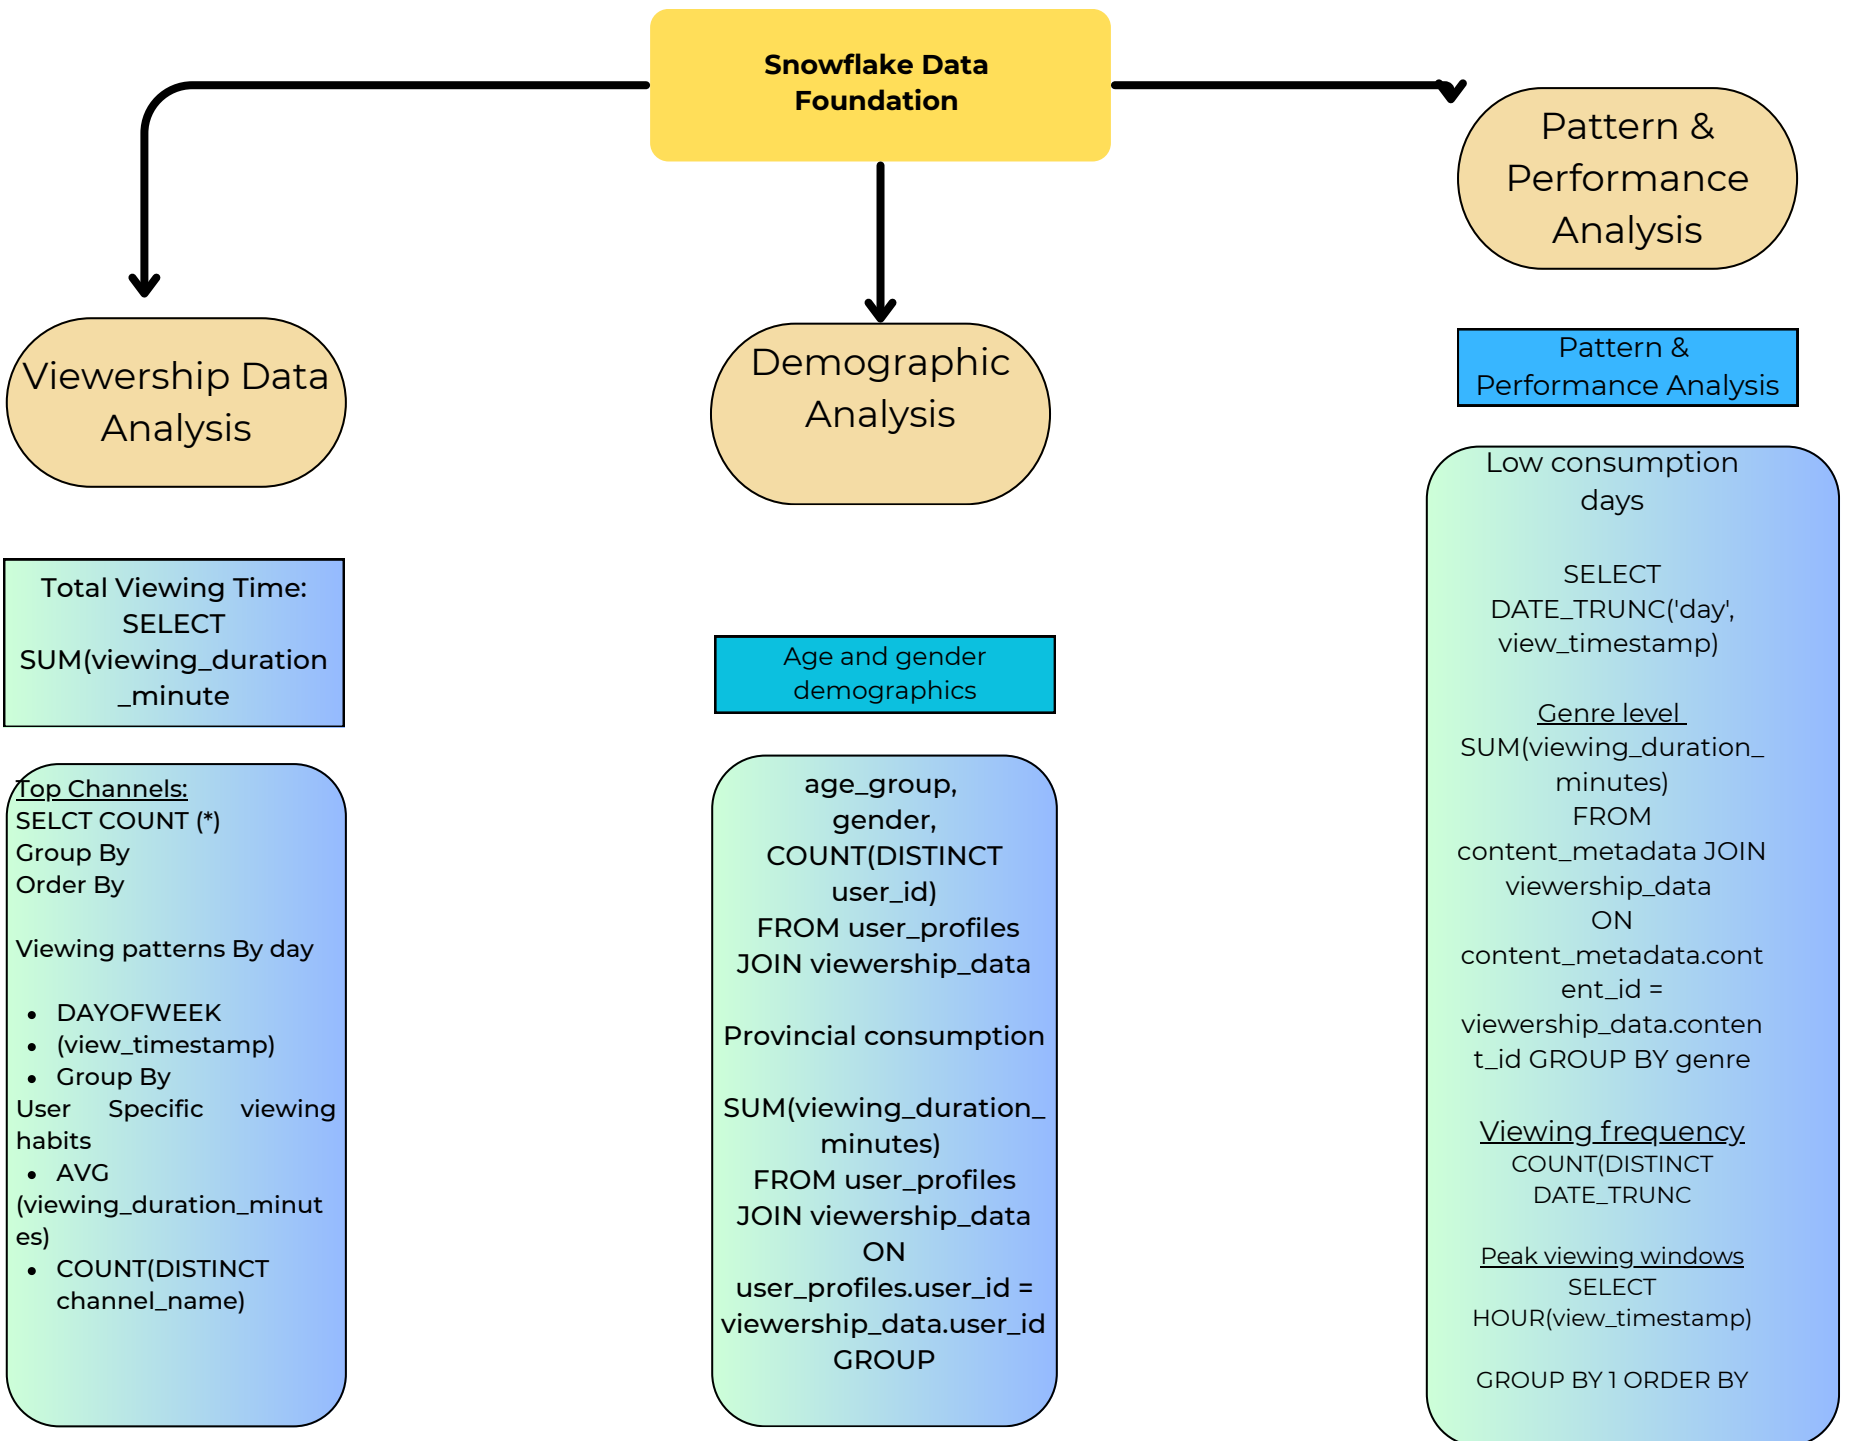 Snowflake Data
Foundation
Viewership Data
Analysis
Total Viewing Time:
SELECT
SUM(viewing_duration
_minute
Top Channels:
SELCT COUNT (*)
Group By
Order By
Viewing patterns By day
• DAYOFWEEK
• (view_timestamp)
• Group By
User Specific viewing
habits
• AVG
(viewing_duration_minut
es)
• COUNT(DISTINCT
channel_name)
Demographic
Analysis
Age and gender
demographics
age_group,
gender,
COUNT(DISTINCT
user_id)
FROM user_profiles
JOIN viewership_data
Provincial consumption
SUM(viewing_duration_
minutes)
FROM user_profiles
JOIN viewership_data
ON
user_profiles.user_id =
viewership_data.user_id
GROUP
Pattern &
Performance
Analysis
Pattern &
Performance Analysis
Low consumption
days
SELECT
DATE_TRUNC('day',
view_timestamp)
Genre level
SUM(viewing_duration_
minutes)
FROM
content_metadata JOIN
viewership_data
ON
content_metadata.cont
ent_id =
viewership_data.conten
t_id GROUP BY genre
Viewing frequency
COUNT(DISTINCT
DATE_TRUNC
Peak viewing windows
SELECT
HOUR(view_timestamp)
GROUP BY 1 ORDER BY